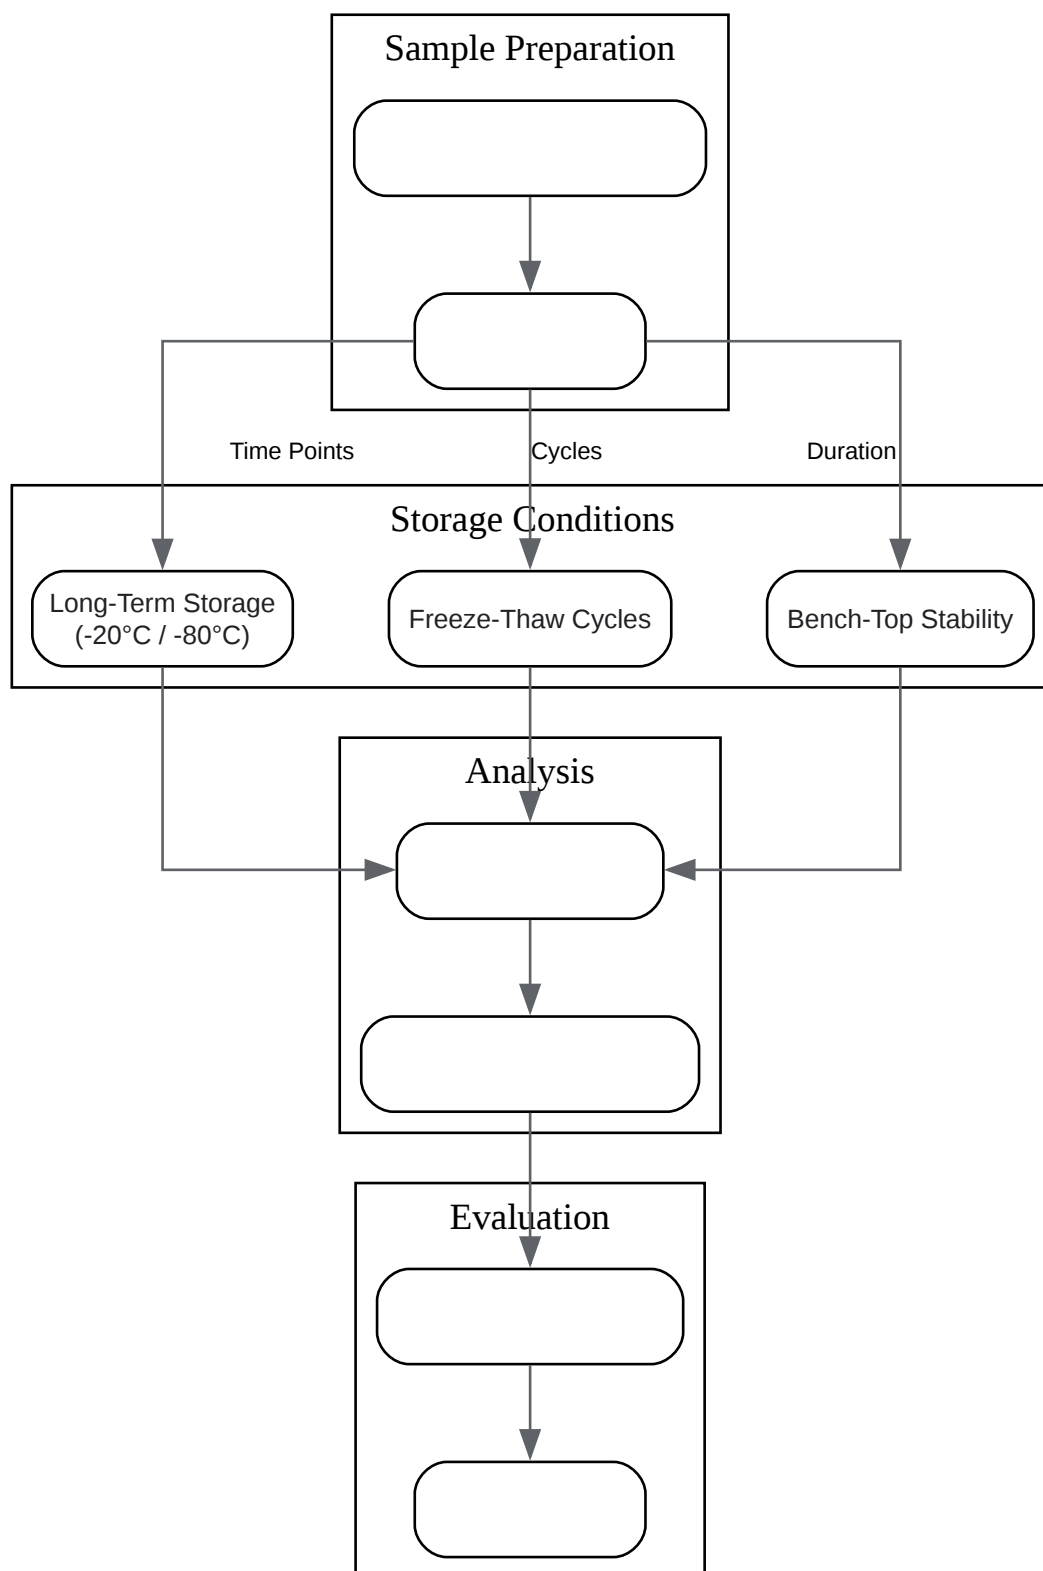 Sample Preparation
Time Points
Cycles
Duration
Storage Conditions
Long-Term Storage
(-20°C / -80°C)
Freeze-Thaw Cycles
Bench-Top Stability
Analysis
Evaluation